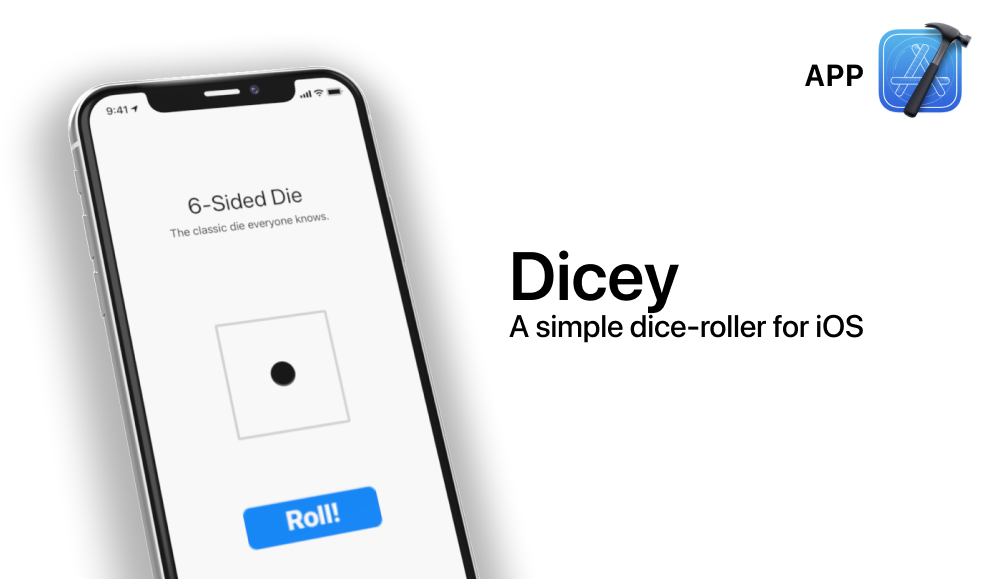 APP
9:41
6-Sided Die
The classic die everyone knows.
Dicey
A simple dice-roller for iOS
Roll!